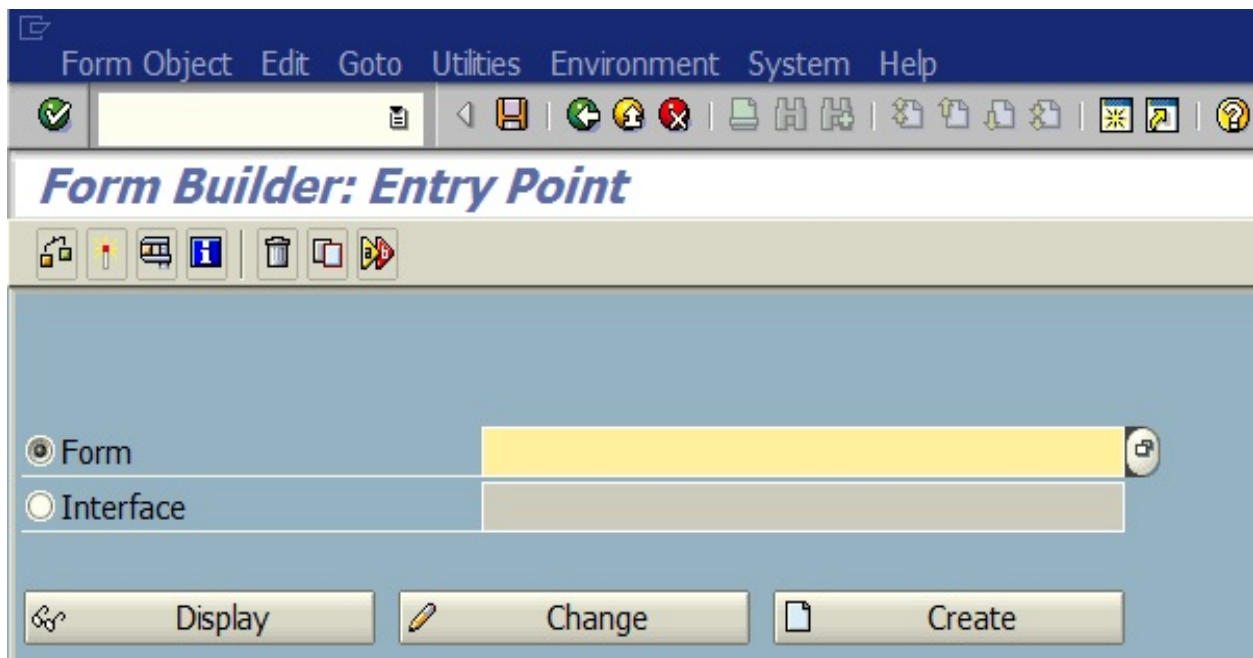 Form Object Edit Goto Utilities Environment System Help
Form Builder: Entry Point
Form
Interface
Display Change Create